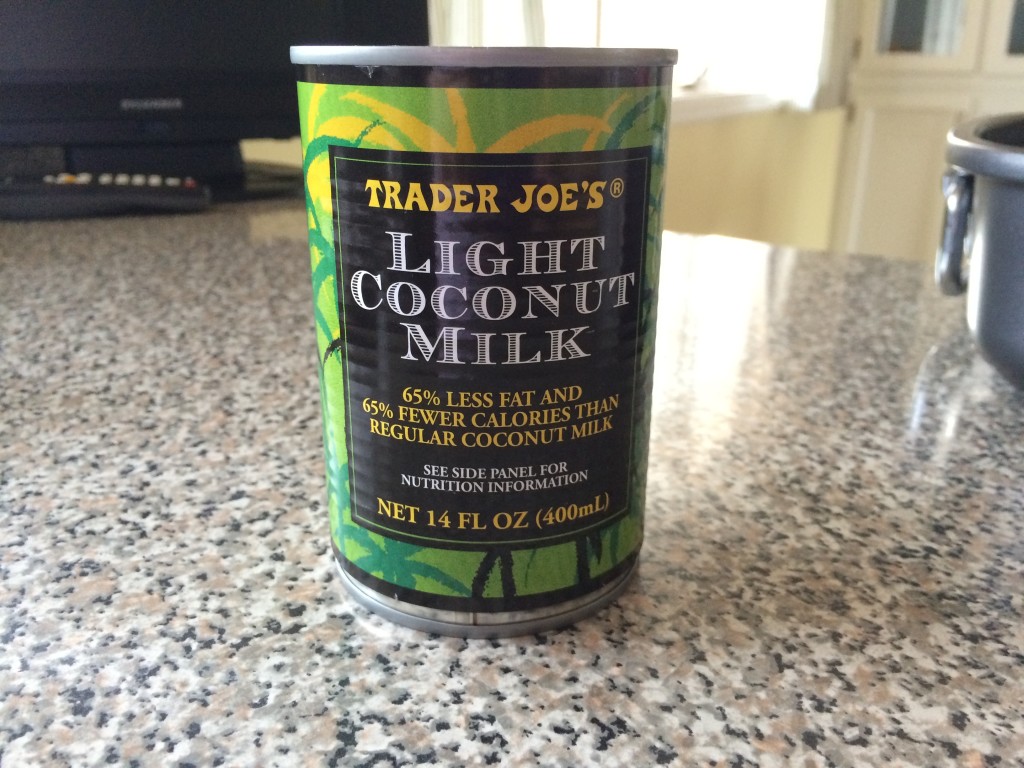 SYLVANIA
TRADER JOE'S®
LIGHT
COCONUT
MILK
65% LESS FAT AND
65% FEWER CALORIES THAN
REGULAR COCONUT MILK
SEE SIDE PANEL FOR
NUTRITION INFORMATION
NET 14 FL OZ (400mL)